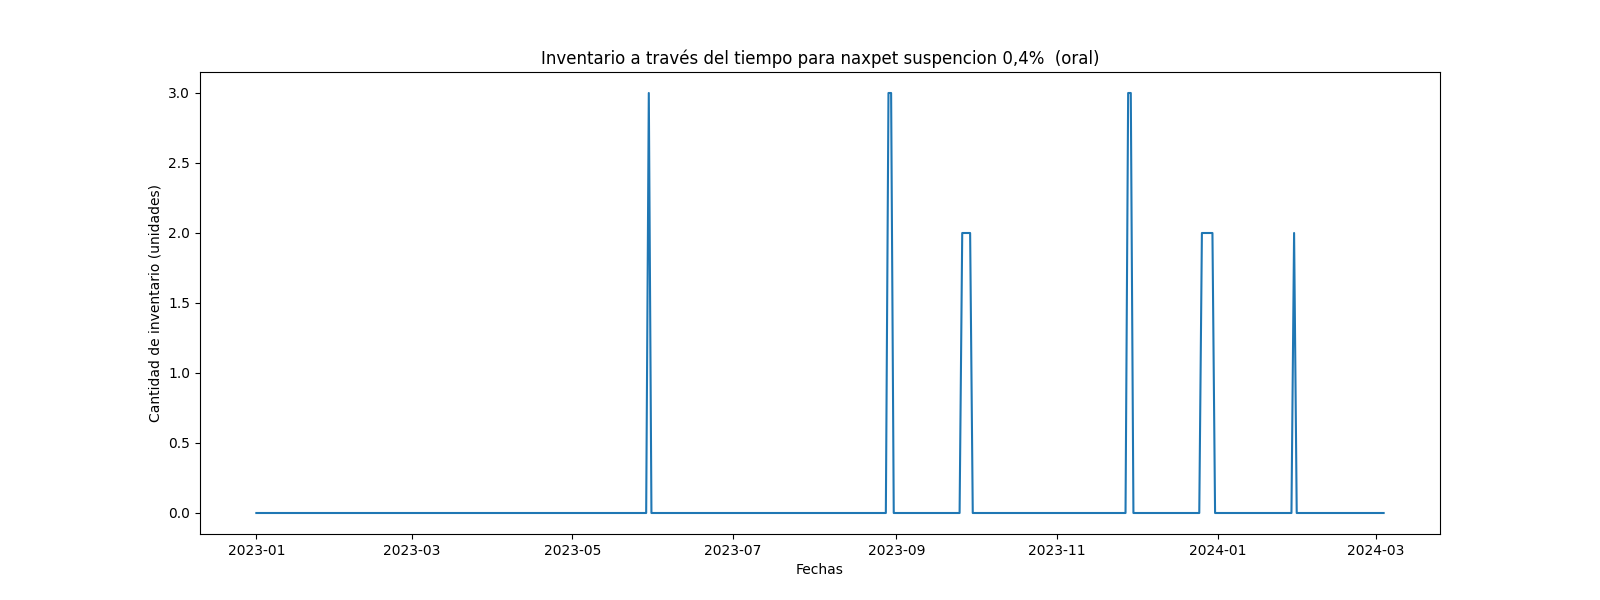 Inventario a través del tiempo para naxpet suspencion 0,4%  (oral)
Cantidad de inventario (unidades)
3.0
2.5
2.0
1.5
1.0
0.5
0.0
2023-01 2023-03 2023-05 2023-07 2023-09 2023-11 2024-01 2024-03
Fechas